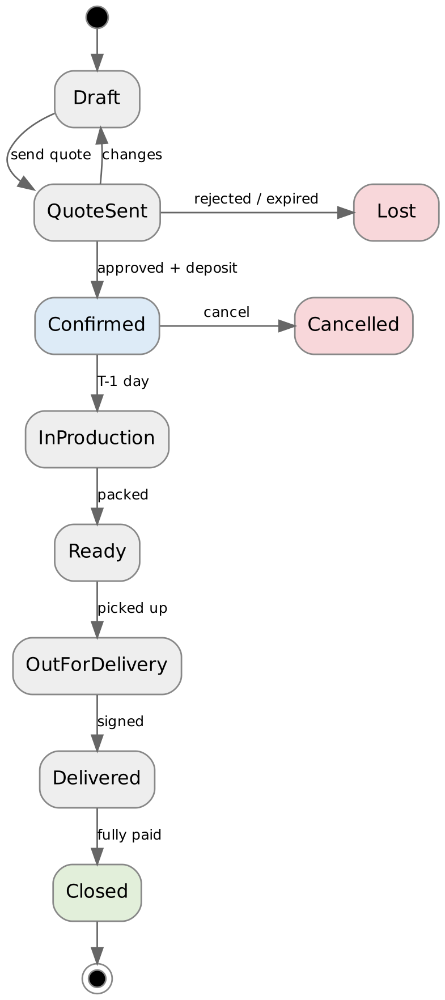 Draft
send quote
changes
QuoteSent
rejected / expired
Lost
approved + deposit
Confirmed
cancel
Cancelled
T-1 day
InProduction
packed
Ready
picked up
OutForDelivery
signed
Delivered
fully paid
Closed